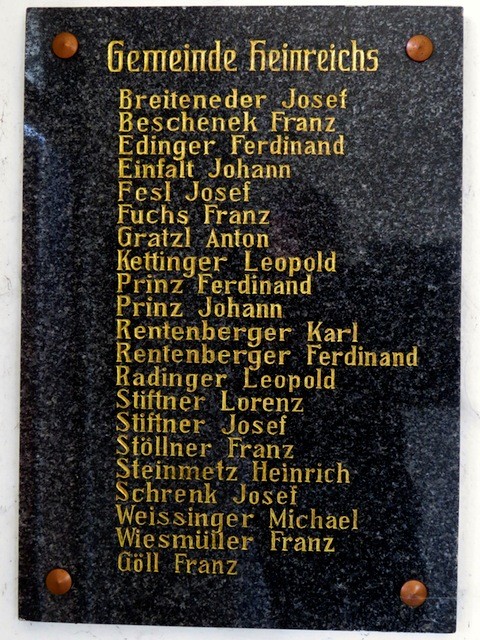 Gemeinde Heinreichs
Breiteneder Josef
Beschenek Franz
Edinger Ferdinand
Einfalt Johann
Fesl Josef
Fuchs Franz
Gratzl Anton
Kettinger Leopold
Prinz Ferdinand
Prinz Johann
Rentenberger Karl
Rentenberger Ferdinand
Radinger Leopold
Stiftner Lorenz
Stiftner Josef
Stöllner Franz
Steinmetz Heinrich
Schrenk Josef
Weissinger Michael
Wiesmüller Franz
Göll Franz